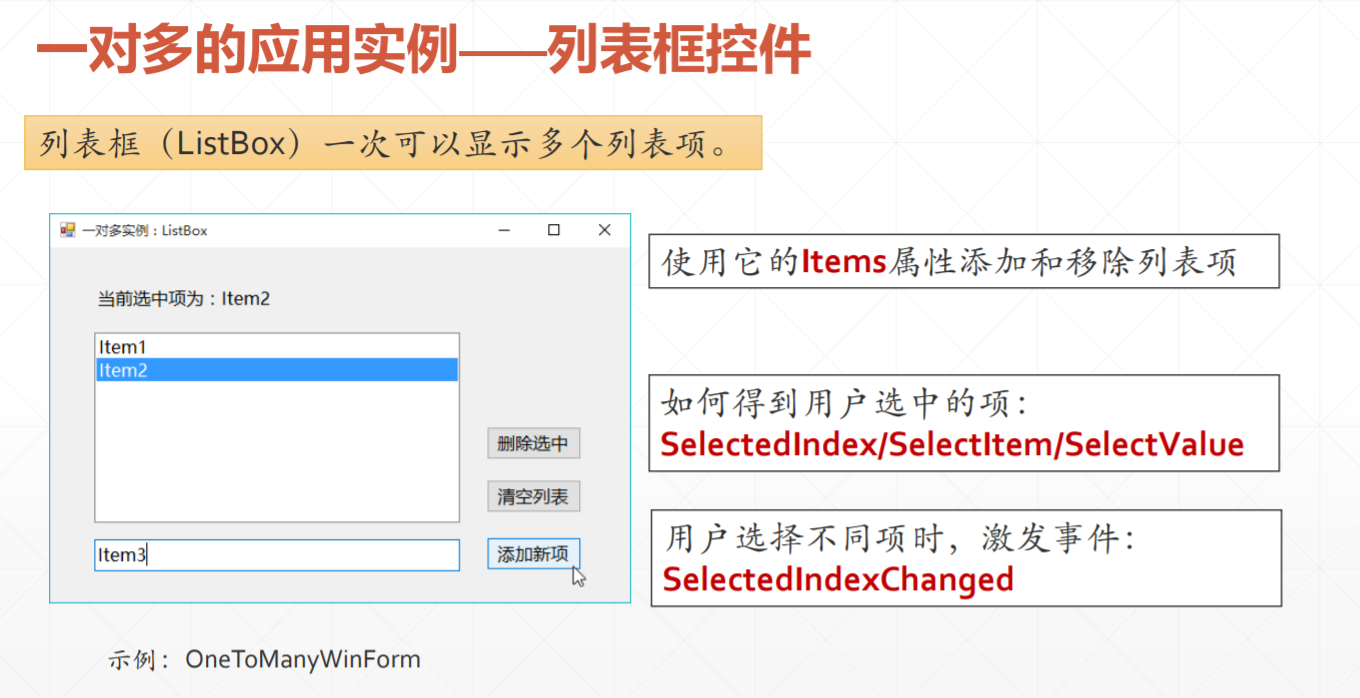 一对多的应用实例——列表框控件
列表框（ListBox）一次可以显示多个列表项。
一对多实例：ListBox
当前选中项为：Item2
Item1
Item2
删除选中
清空列表
Item3
添加新项
示例：OneToManyWinForm
使用它的Items属性添加和移除列表项
如何得到用户选中的项：
SelectedIndex/SelectItem/SelectValue
用户选择不同项时，激发事件：
SelectedIndexChanged